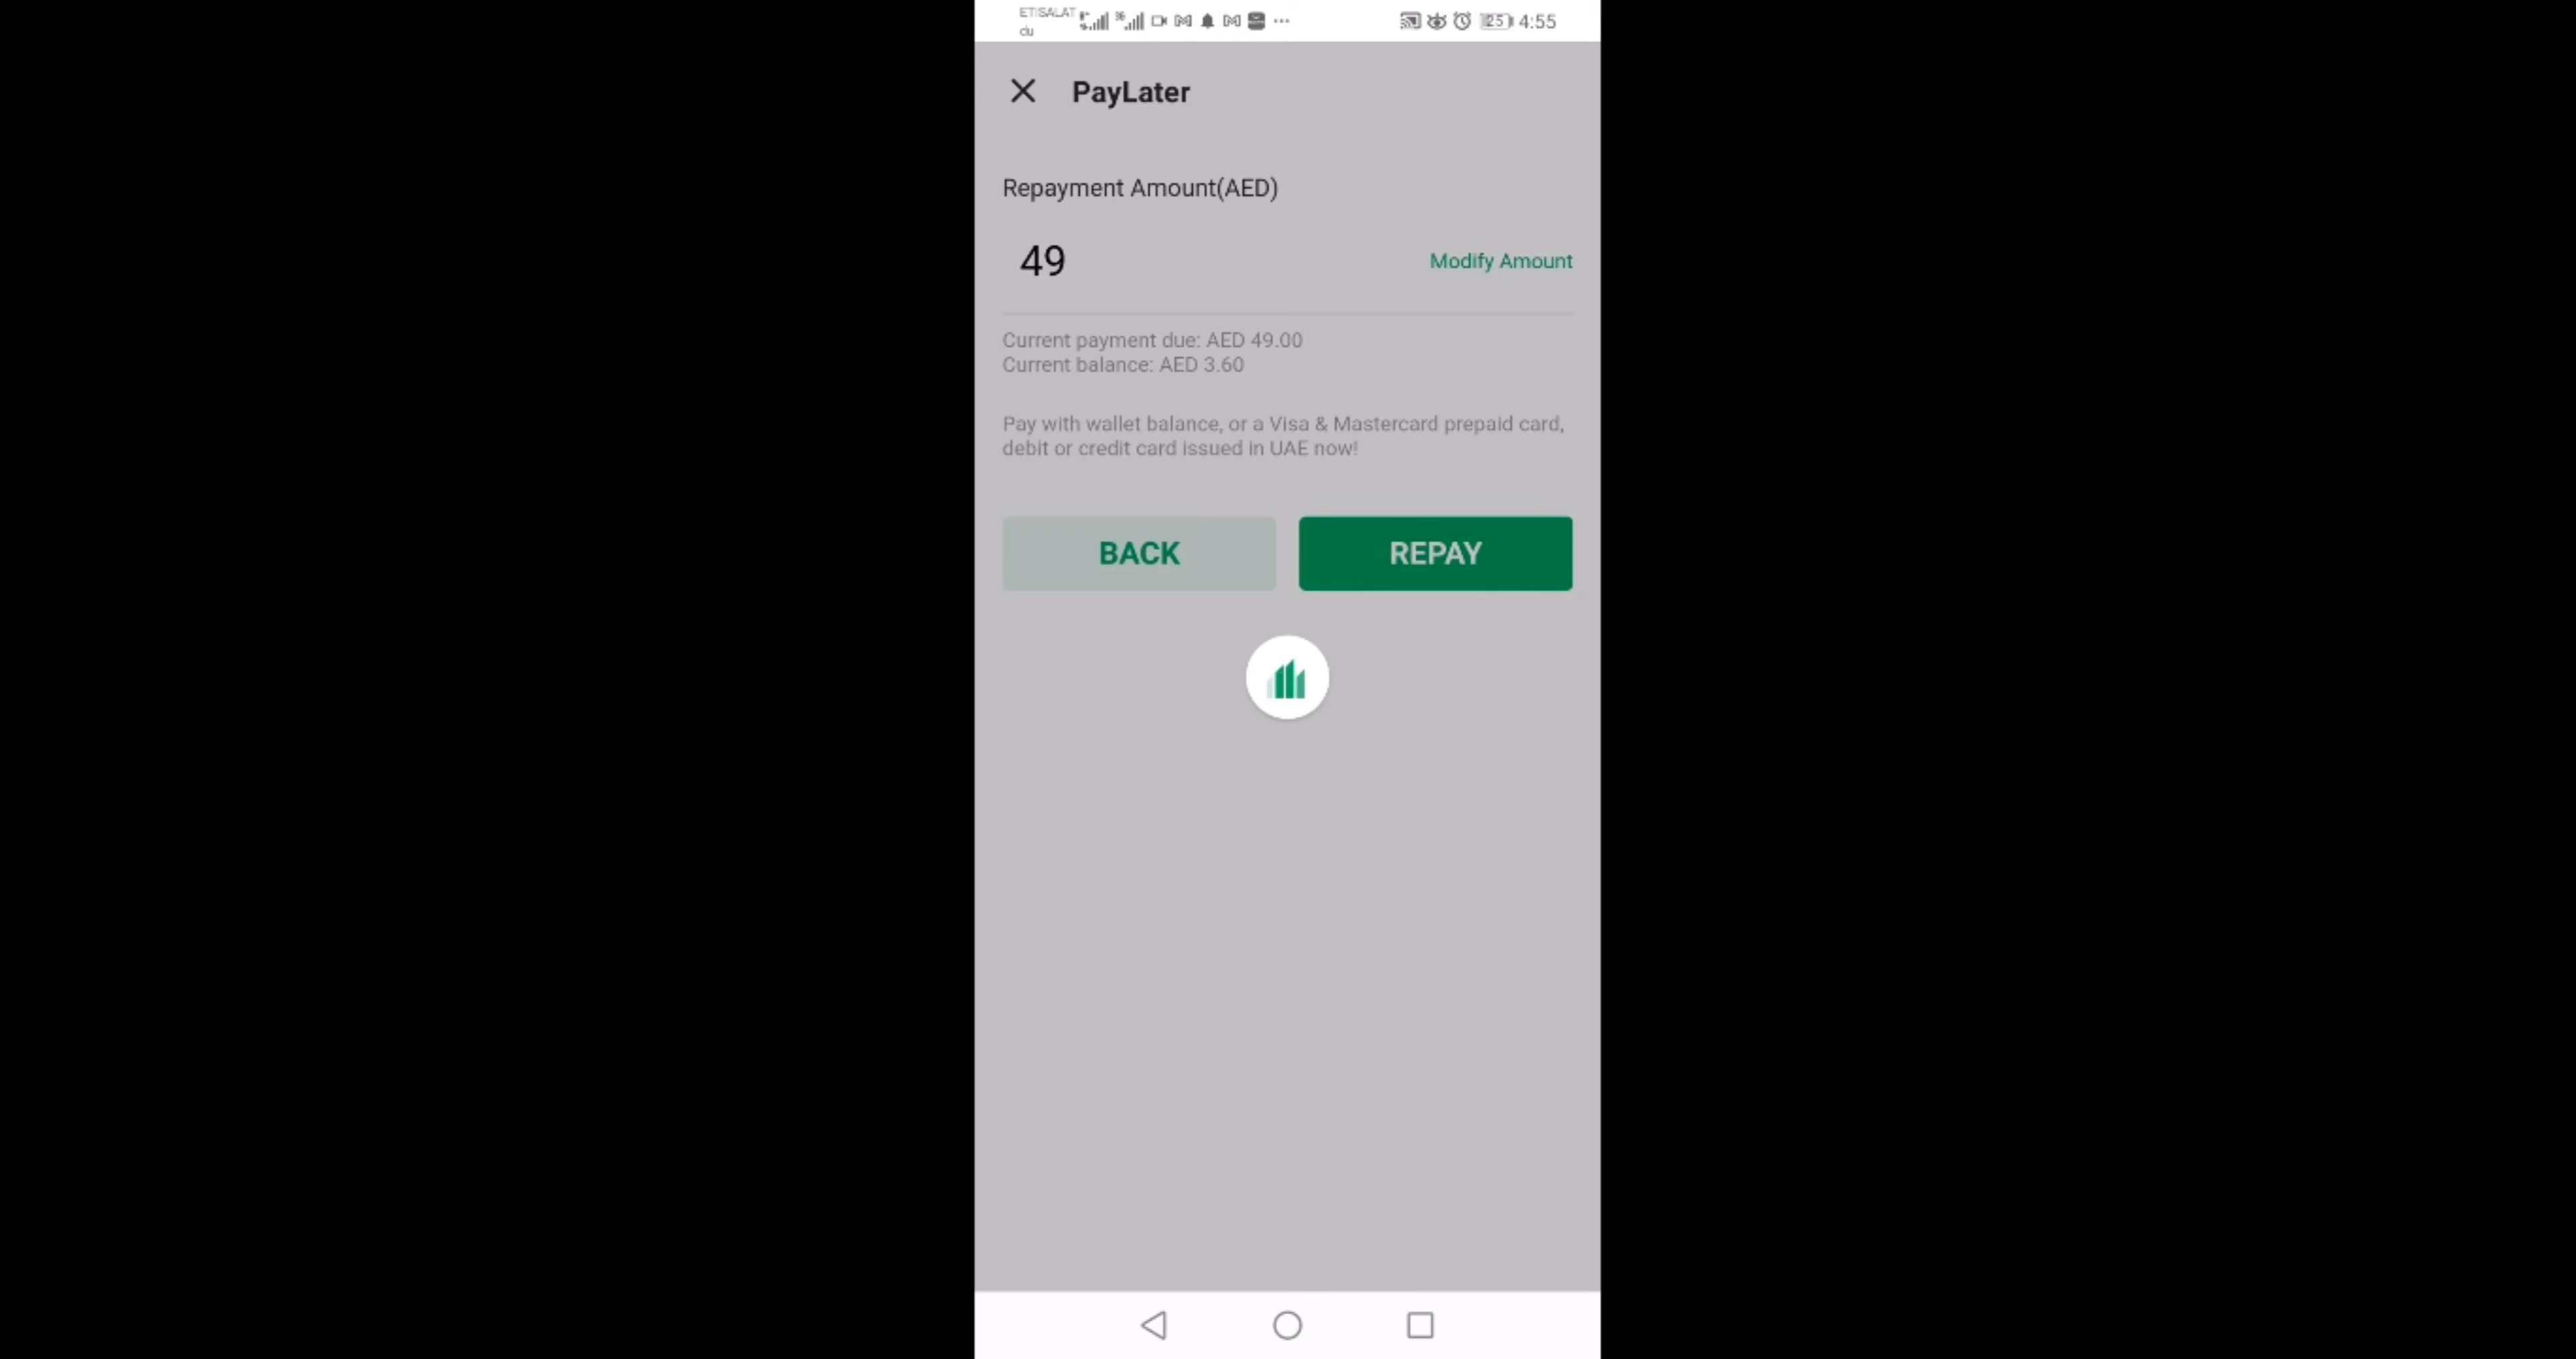 ETISALAT
du
25 4:55
PayLater
Repayment Amount(AED)
49
Modify Amount
Current payment due: AED 49.00
Current balance: AED 3.60
Pay with wallet balance, or a Visa & Mastercard prepaid card,
debit or credit card issued in UAE now!
BACK
REPAY